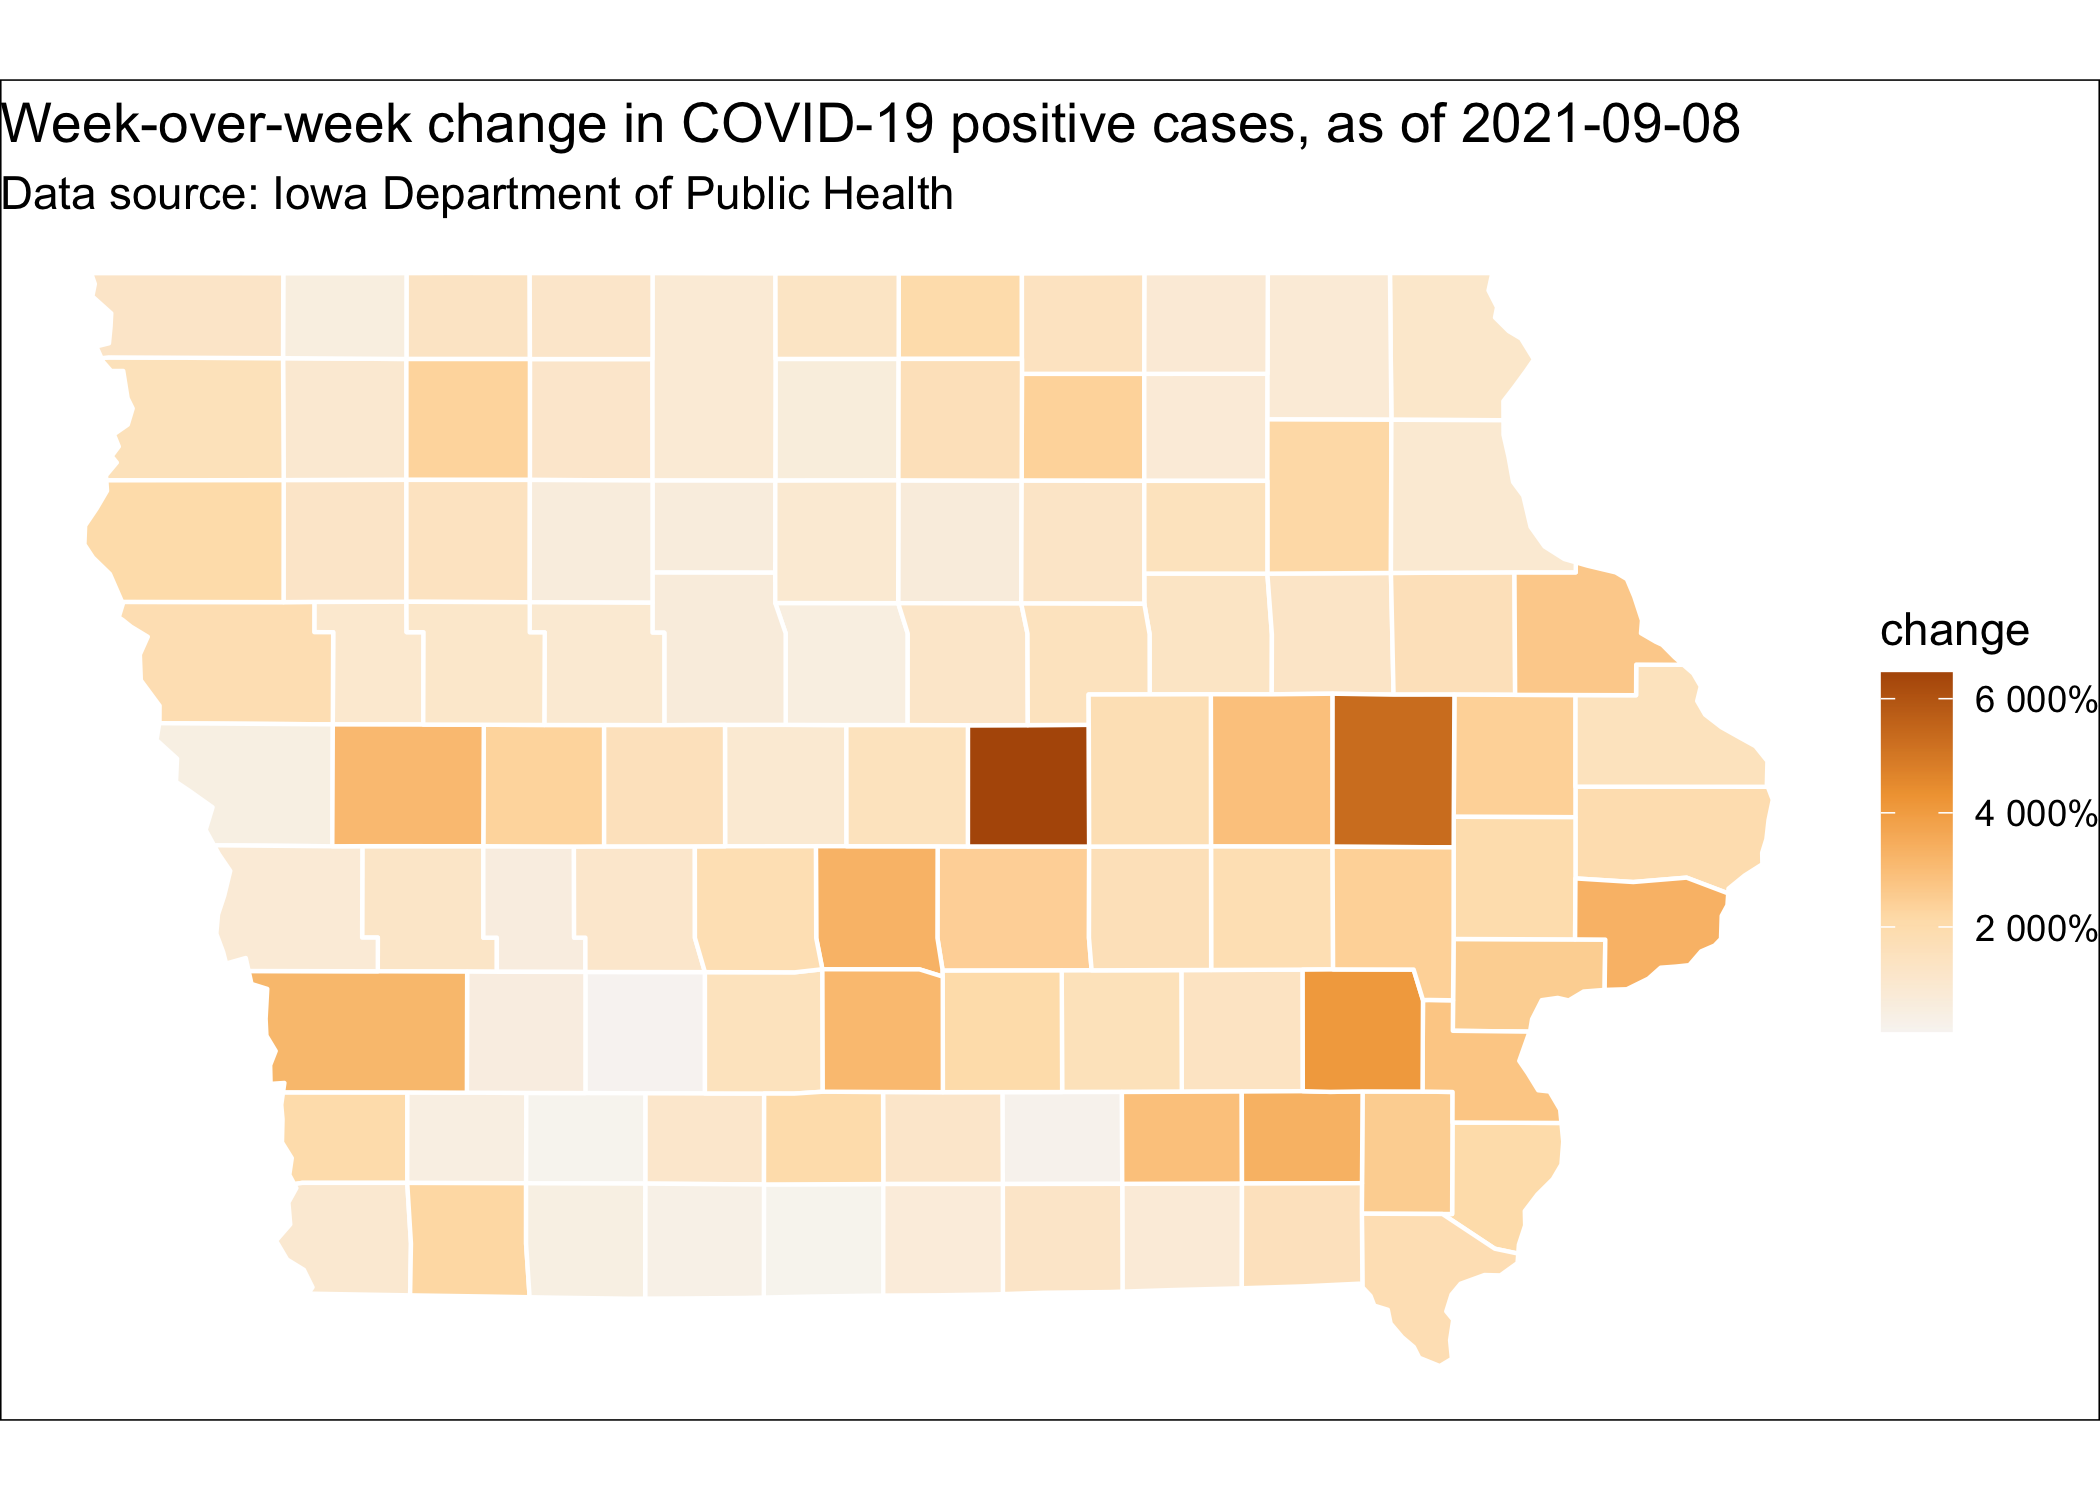 Week-over-week change in COVID-19 positive cases, as of 2021-09-08
Data source: Iowa Department of Public Health
change
6 000%
4 000%
2 000%